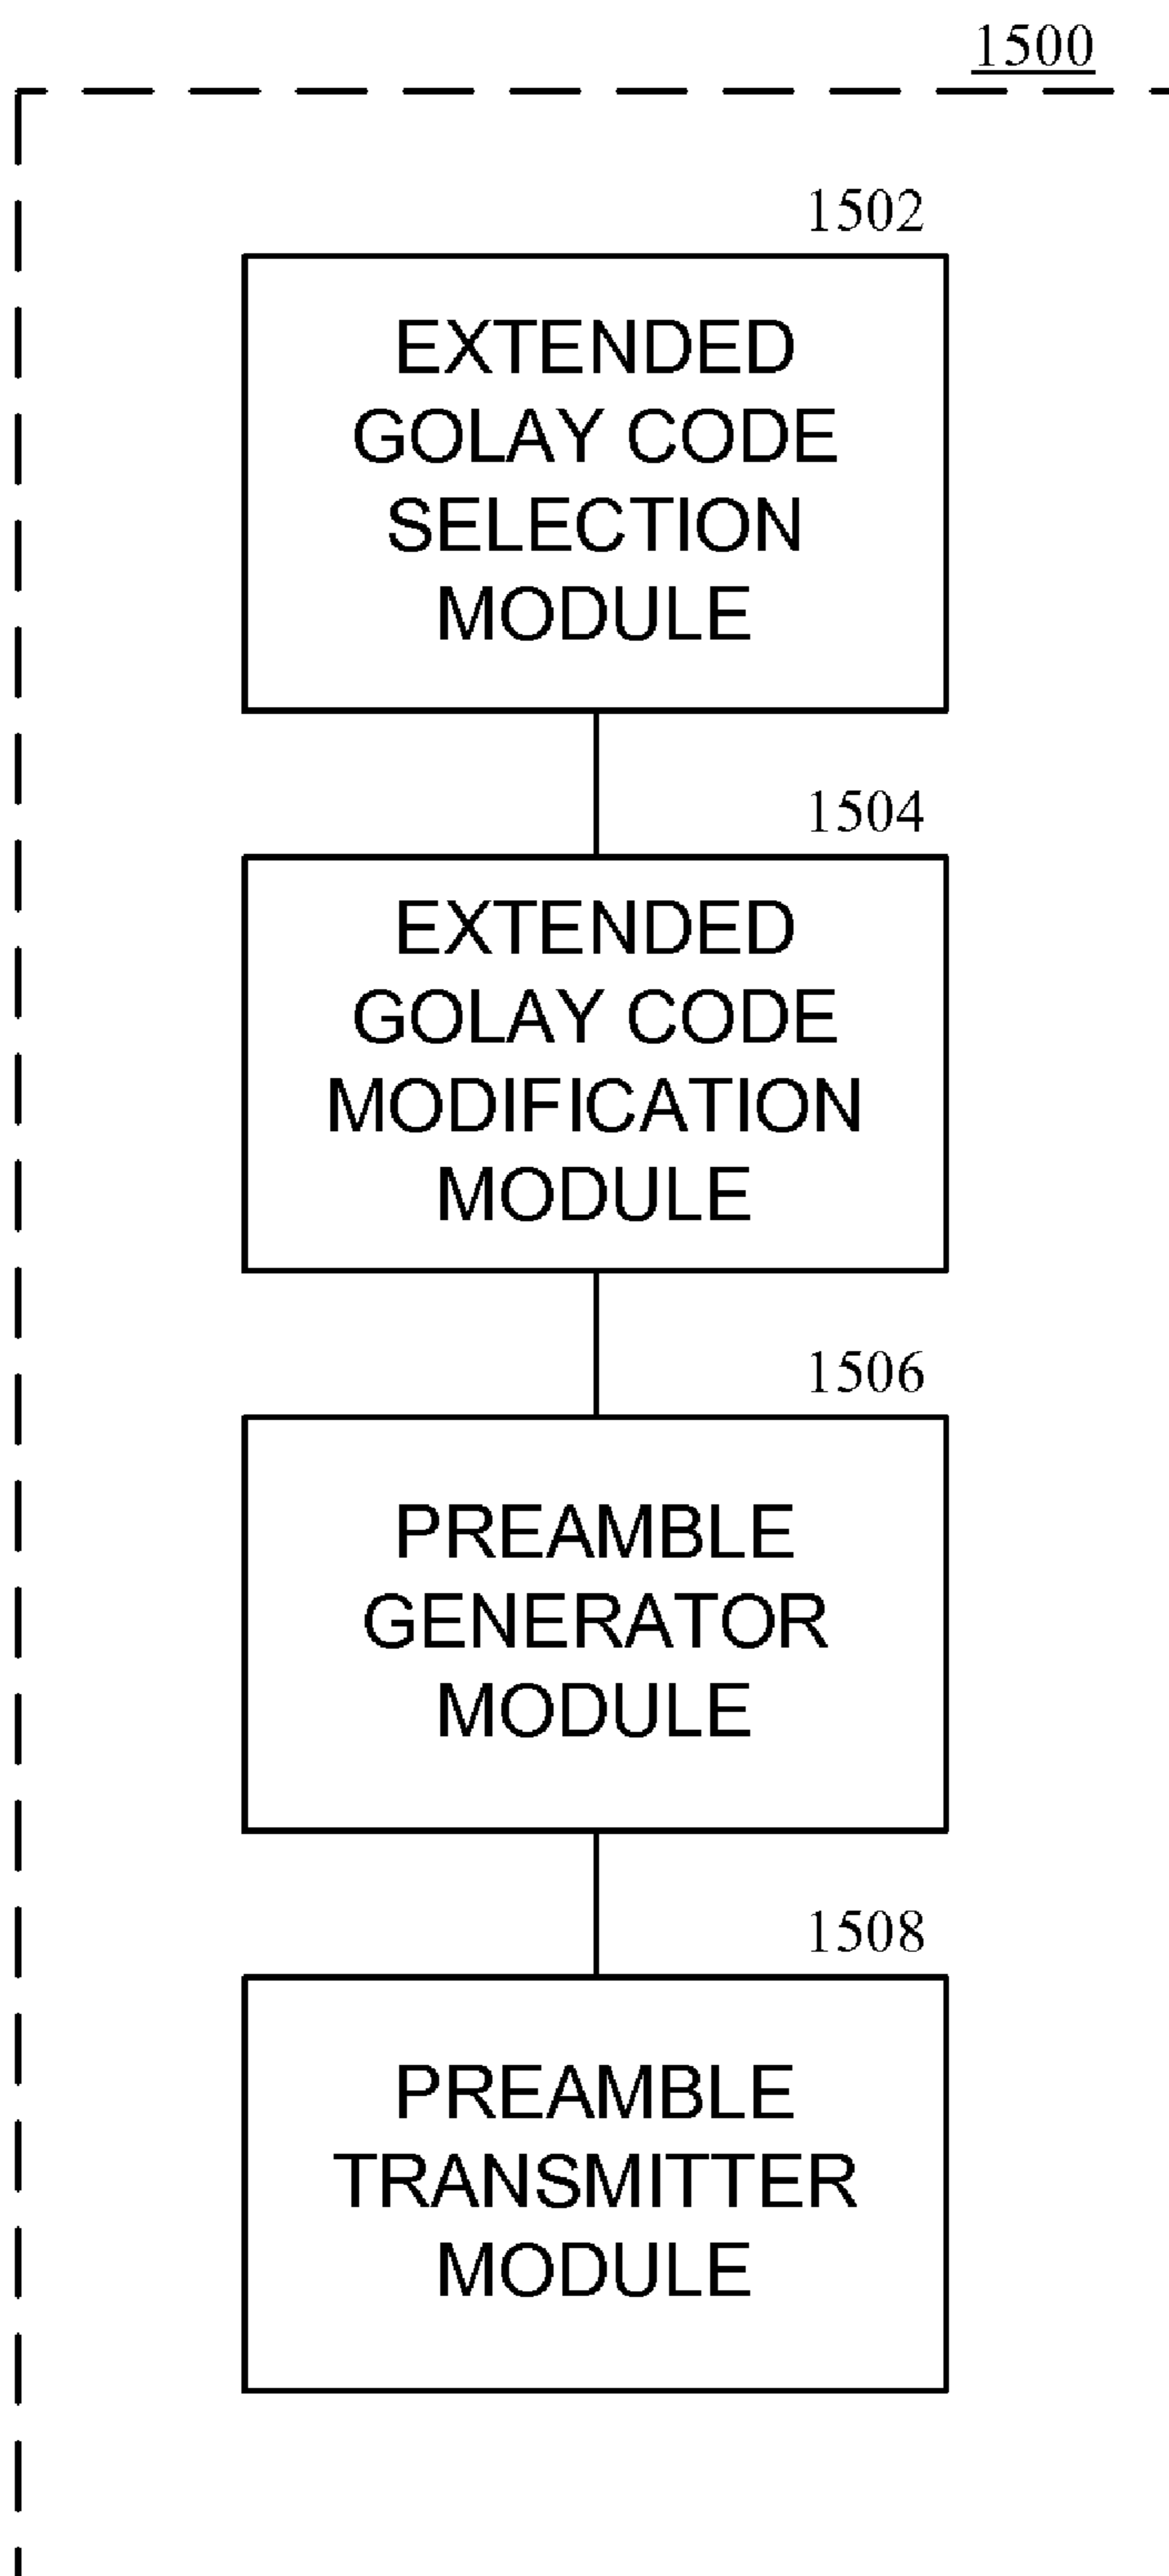 1500
1502
EXTENDED
GOLAY CODE
SELECTION
MODULE
1504
EXTENDED
GOLAY CODE
MODIFICATION
MODULE
1506
PREAMBLE
GENERATOR
MODULE
1508
PREAMBLE
TRANSMITTER
MODULE